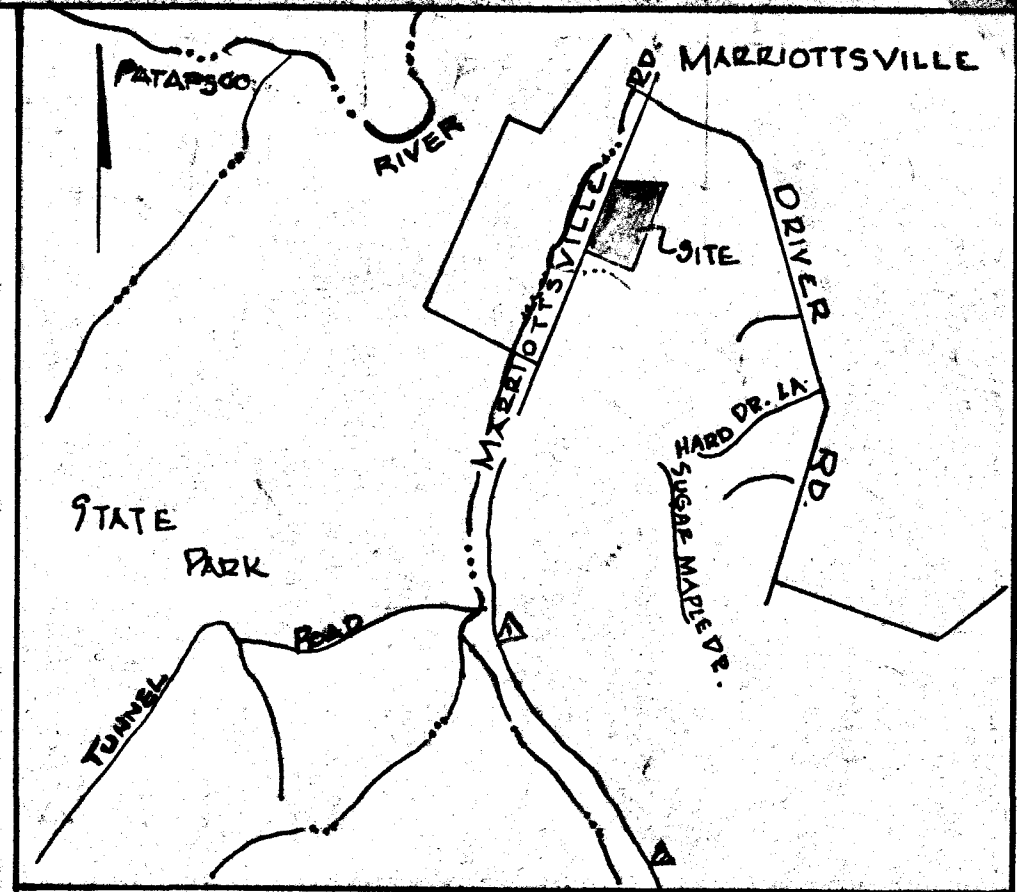 PATAPSCO
RIVER
MARRIOTTSVILLE RD.
MARRIOTTSVILLE
SITE
DRIVER RD.
HARD DR. LA.
SUGAR MAPLE DR.
STATE
PARK
TUNNEL ROAD